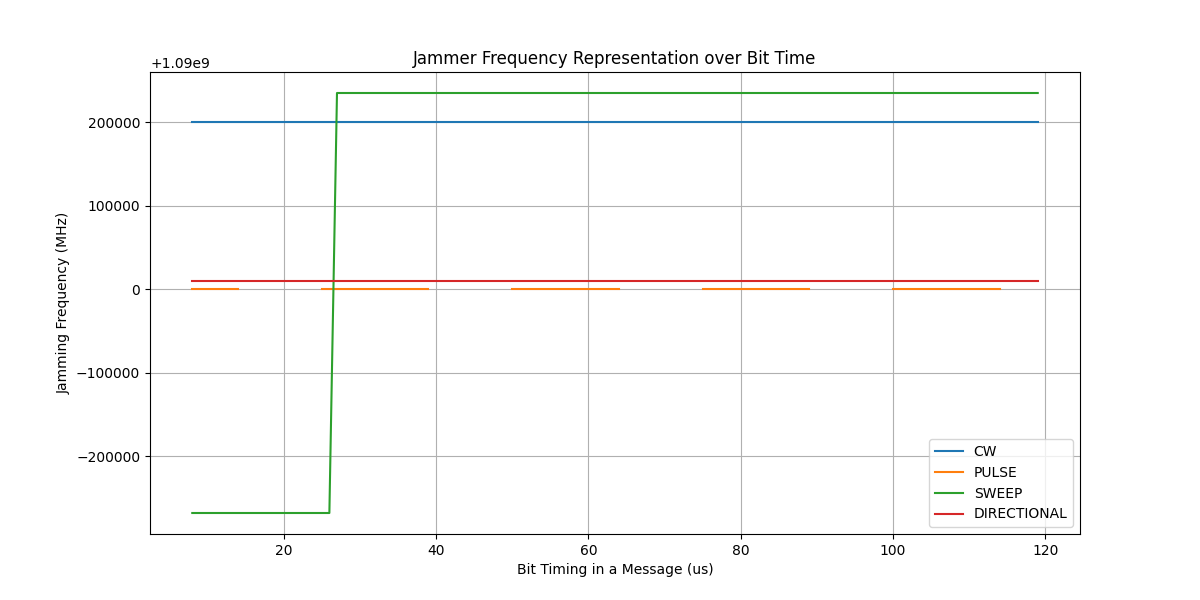 Jammer Frequency Representation over Bit Time
+1.09e9
200000
100000
0
−100000
−200000
Jamming Frequency (MHz)
20 40 60 80 100 120
Bit Timing in a Message (us)
CW
PULSE
SWEEP
DIRECTIONAL